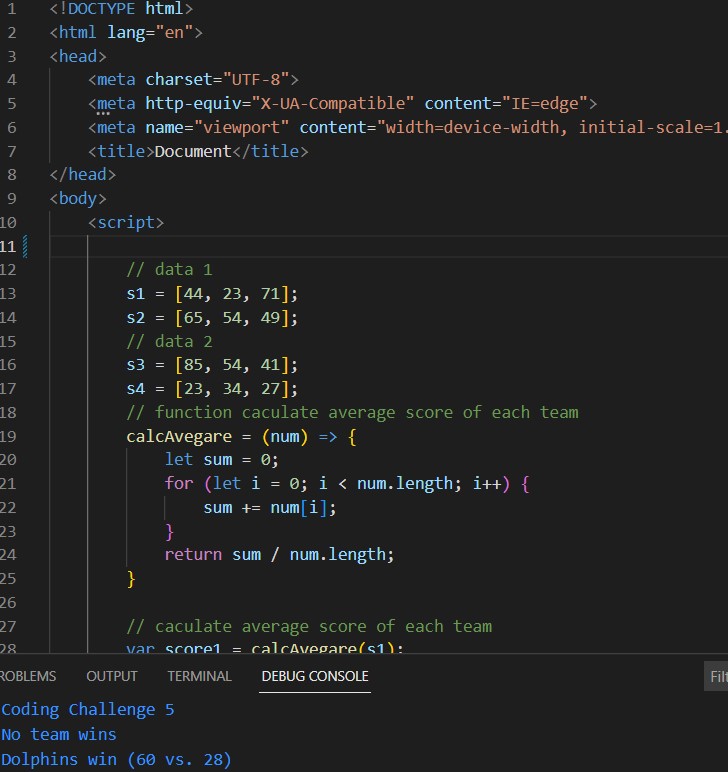 1 <!DOCTYPE html>
2 <html lang="en">
3 <head>
4 <meta charset="UTF-8">
5 <meta http-equiv="X-UA-Compatible" content="IE=edge">
6 <meta name="viewport" content="width=device-width, initial-scale=1.
7 <title>Document</title>
8 </head>
9 <body>
10 <script>
11
12 // data 1
13 s1 = [44, 23, 71];
14 s2 = [65, 54, 49];
15 // data 2
16 s3 = [85, 54, 41];
17 s4 = [23, 34, 27];
18 // function caculate average score of each team
19 calcAvegare = (num) => {
20 let sum = 0;
21 for (let i = 0; i < num.length; i++) {
22 sum += num[i];
23 }
24 return sum / num.length;
25 }
26
27 // caculate average score of each team
28 var score1 = calcAvegare(s1);
ROBLEMS OUTPUT TERMINAL DEBUG CONSOLE Filt
Coding Challenge 5
No team wins
Dolphins win (60 vs. 28)